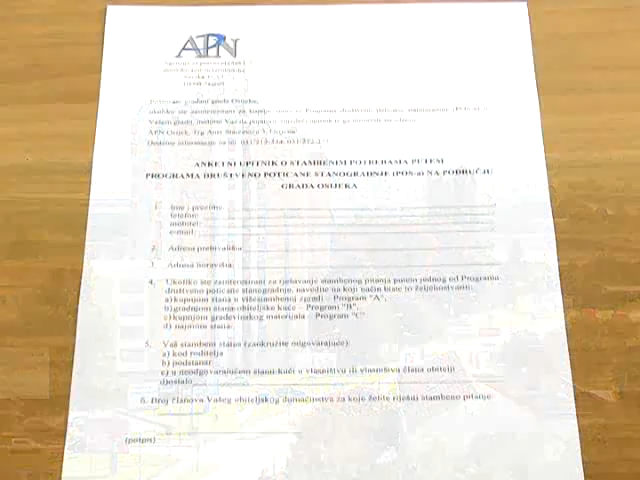 APN
Poštovani građani grada Osijeka,
ukoliko ste zainteresirani za
APN Osijek, Trg Ante Starčevića
ANKETNI UPITNIK O STAMBENIM POTREBAMA PUTEM
PROGRAMA DRUŠTVENO POTICANE STANOGRADNJE (POS-a) NA PODRUČJU
GRADA OSIJEKA
1. Ime i prezime:
telefon:
mobitel:
e-mail:
2. Adresa prebivališta:
3. Adresa boravišta:
4. Ukoliko ste zainteresirani za rješavanje stambenog pitanja putem jednog od Programa
društveno poticane stanogradnje, navedite na koji način biste to željeli ostvariti:
a) kupnjom stana u višestambenoj zgradi – Program "A",
b) gradnjom obiteljske kuće – Program "B",
c) kupnjom građevinskog materijala – Program "C"
d) najmom stana.
5. Vaš stambeni status (zaokružite odgovarajuće):
a) kod roditelja
b) podstanar
c) u neodgovarajućem stanu/kući u vlasništvu ili vlasništvu člana obitelji
d) ostalo
6. Broj članova Vašeg obiteljskog domaćinstva za koje želite riješiti stambeno pitanje
(potpis)